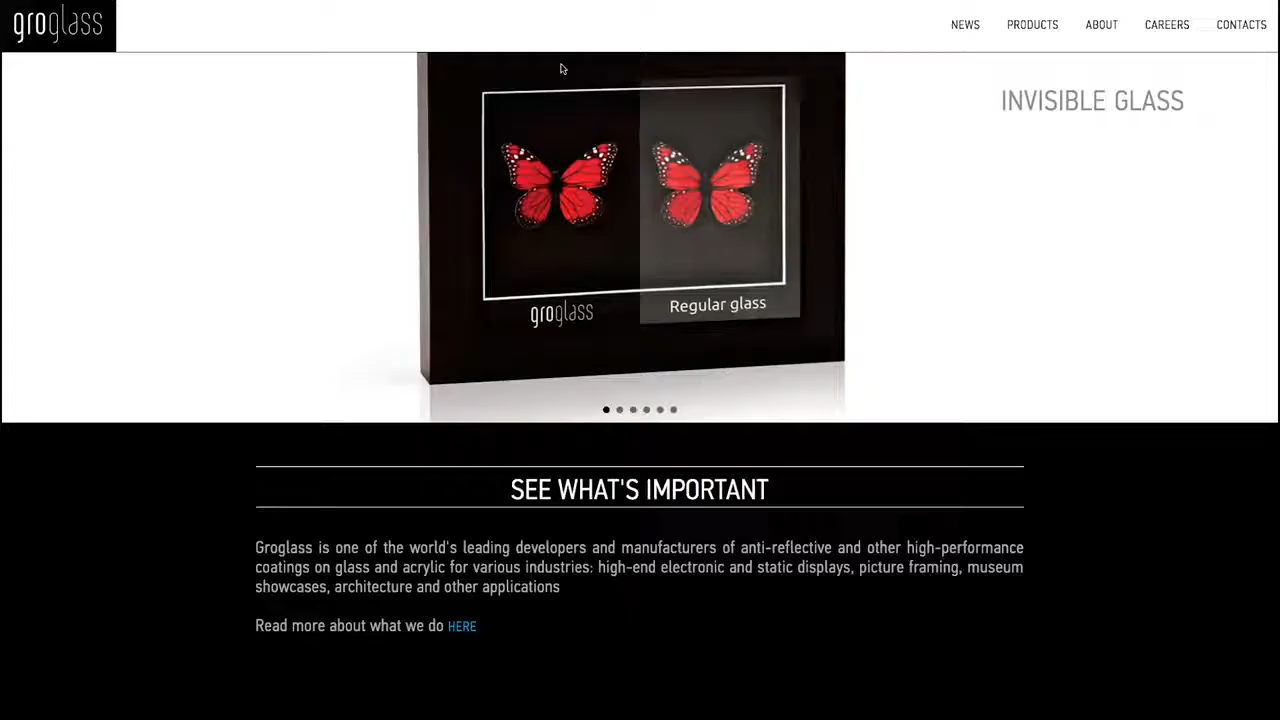 groglass
NEWS PRODUCTS ABOUT CAREERS CONTACTS
INVISIBLE GLASS
groglass
Regular glass
SEE WHAT'S IMPORTANT
Groglass is one of the world's leading developers and manufacturers of anti-reflective and other high-performance
coatings on glass and acrylic for various industries: high-end electronic and static displays, picture framing, museum
showcases, architecture and other applications
Read more about what we do HERE